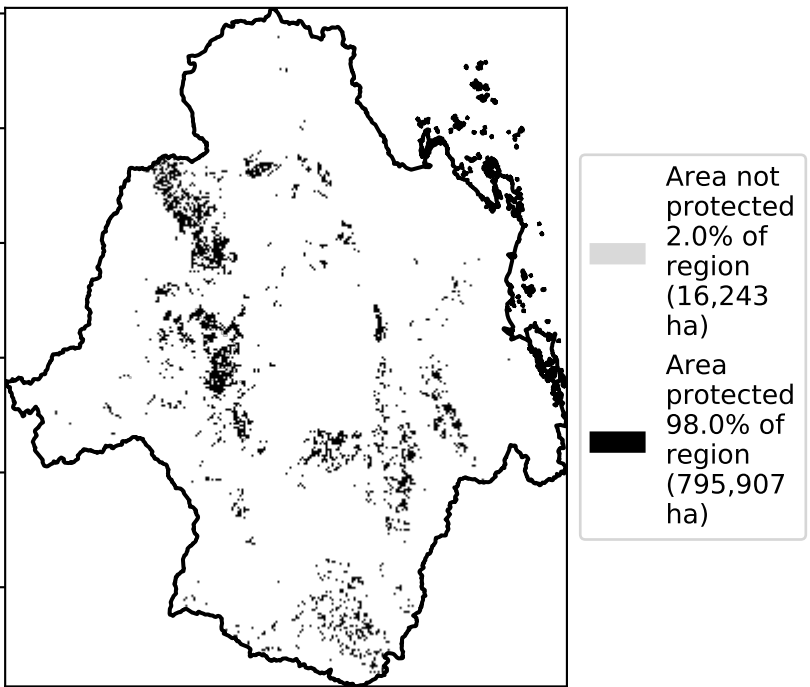 Area not
protected
2.0% of
region
(16,243
ha)
Area
protected
98.0% of
region
(795,907
ha)